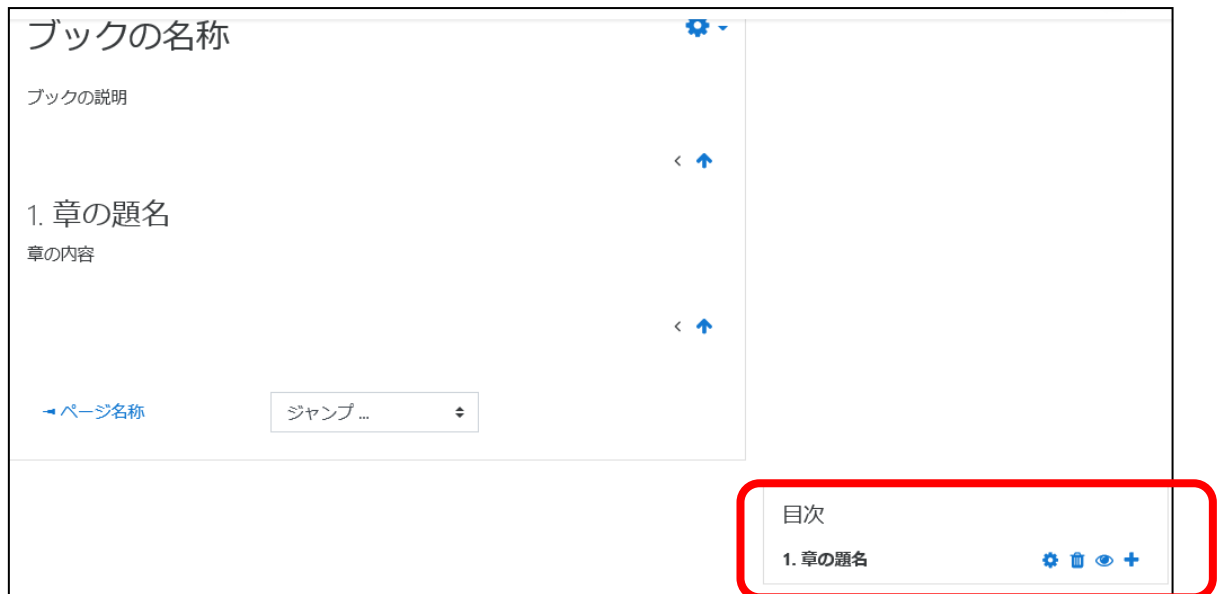 ブックの名称
ブックの説明
1. 章の題名
章の内容
ページ名称
ジャンプ ...
目次
1. 章の題名